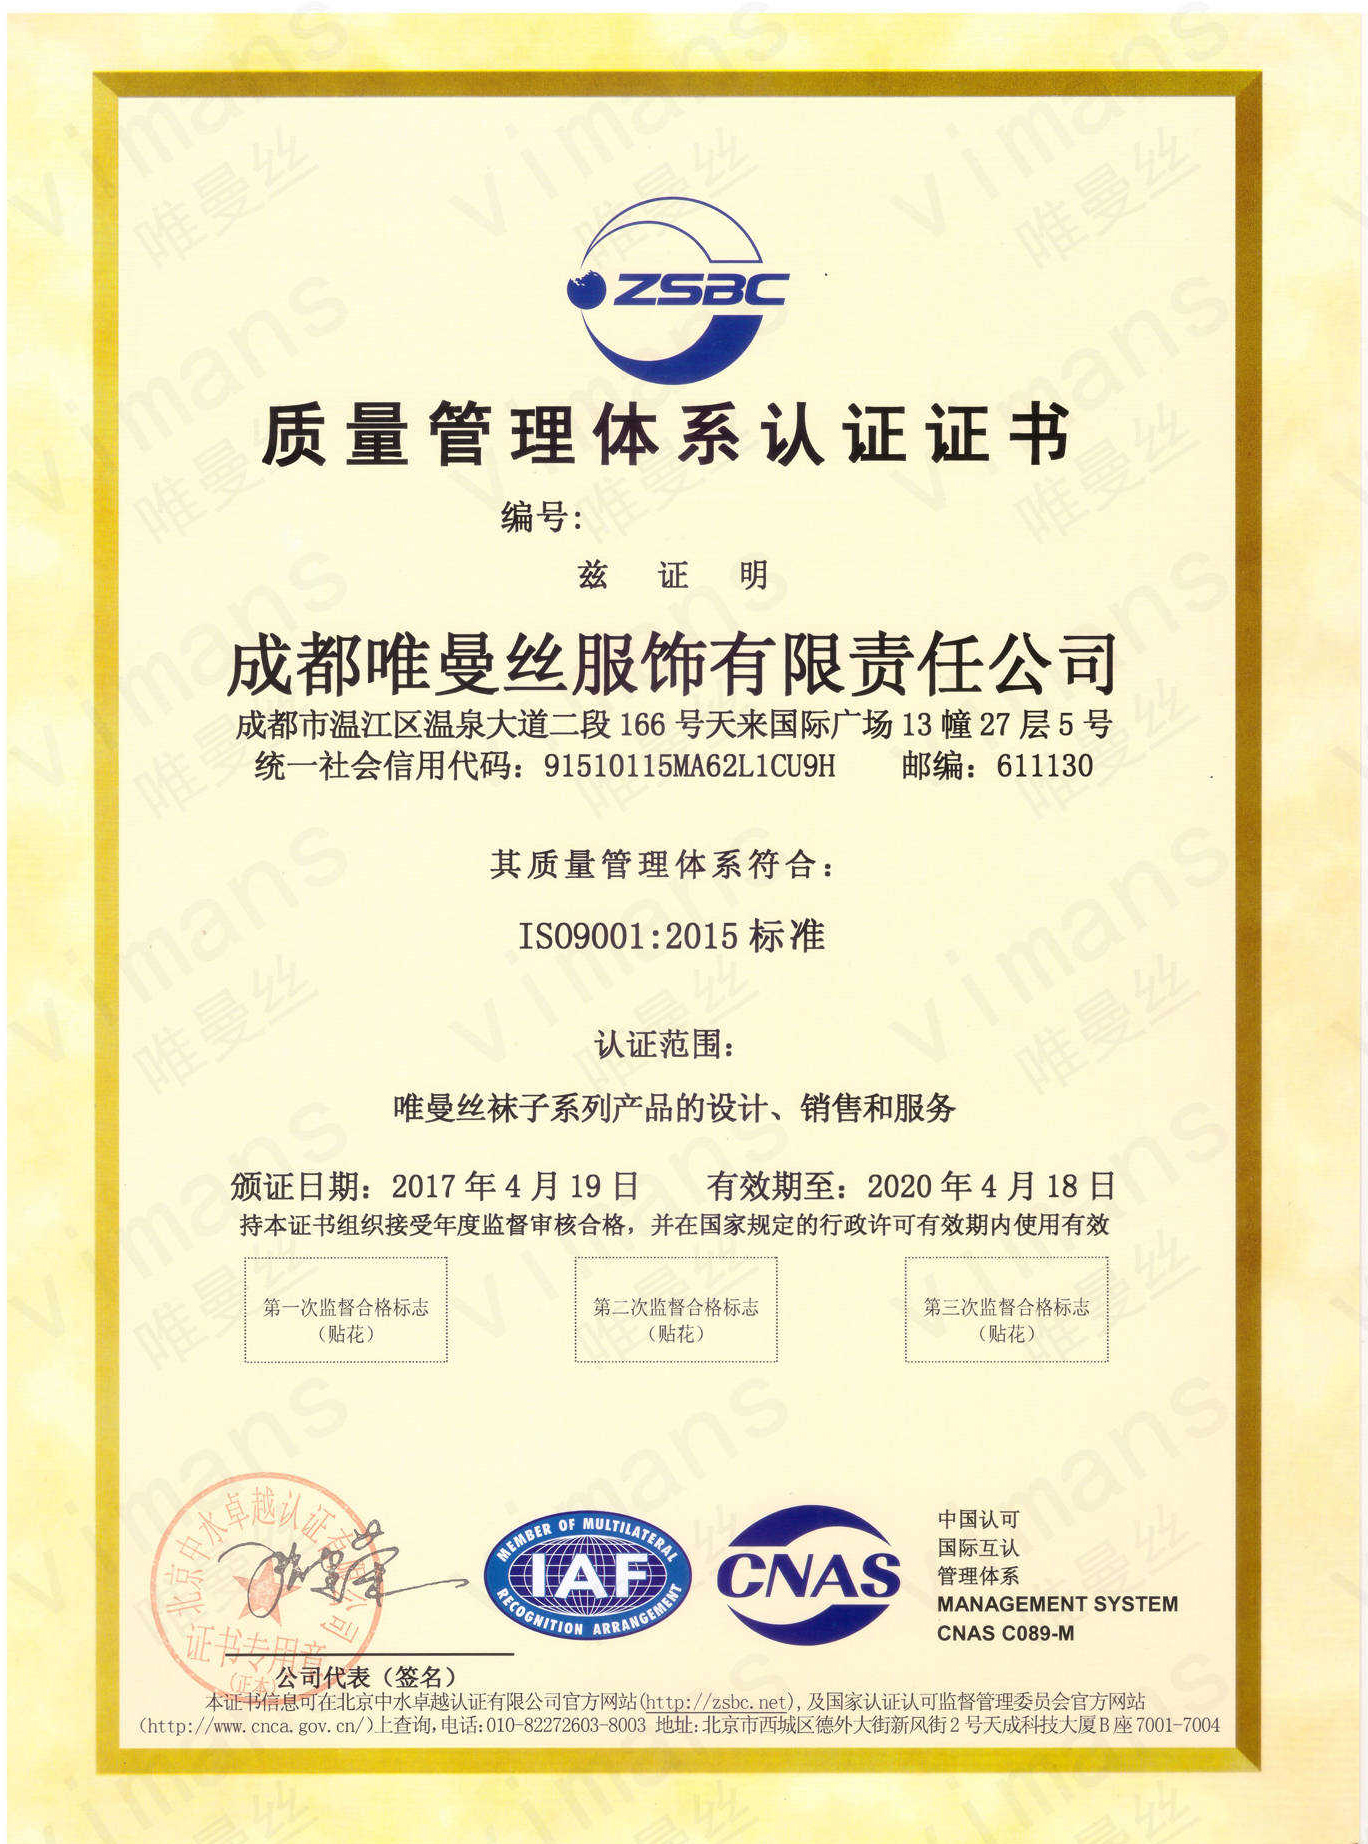 ZSBC
质量管理体系认证证书
编号:
兹 证 明
成都唯曼丝服饰有限责任公司
成都市温江区温泉大道二段 166 号天来国际广场 13 幢 27 层 5 号
统一社会信用代码：91510115MA62L1CU9H 邮编：611130
其质量管理体系符合：
ISO9001:2015 标准
认证范围：
唯曼丝袜子系列产品的设计、销售和服务
颁证日期：2017 年 4 月 19 日 有效期至：2020 年 4 月 18 日
持本证书组织接受年度监督审核合格，并在国家规定的行政许可有效期内使用有效
第一次监督合格标志
（贴花）
第二次监督合格标志
（贴花）
第三次监督合格标志
（贴花）
北京中水卓越认证有限公司
证书专用章
(正本)
MEMBER OF MULTILATERAL
IAF
RECOGNITION ARRANGEMENT
CNAS
中国认可
国际互认
管理体系
MANAGEMENT SYSTEM
CNAS C089-M
公司代表（签名）
本证书信息可在北京中水卓越认证有限公司官方网站(http://zsbc.net),及国家认证认可监督管理委员会官方网站
(http://www.cnca.gov.cn/)上查询,电话:010-82272603-8003 地址:北京市西城区德外大街新风街 2 号天成科技大厦 B 座 7001-7004
vimans
唯曼丝